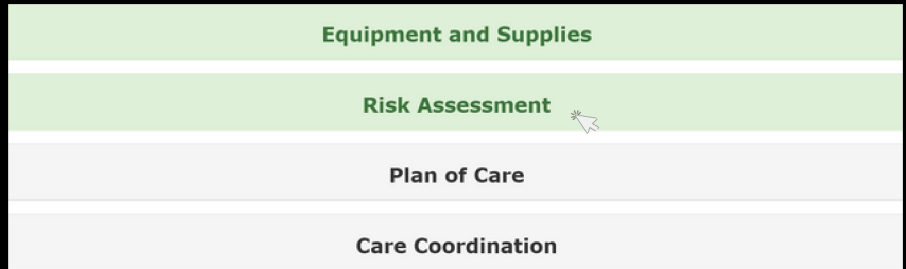 Equipment and Supplies
Risk Assessment
Plan of Care
Care Coordination